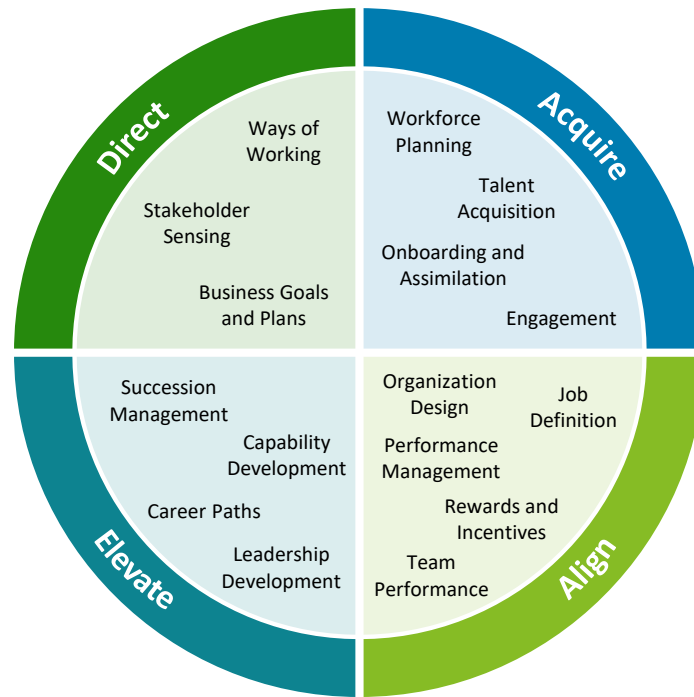 Direct
Ways of
Working
Stakeholder
Sensing
Business Goals
and Plans
Acquire
Workforce
Planning
Talent
Acquisition
Onboarding and
Assimilation
Engagement
Elevate
Succession
Management
Capability
Development
Career Paths
Leadership
Development
Align
Organization
Design
Job
Definition
Performance
Management
Rewards and
Incentives
Team
Performance